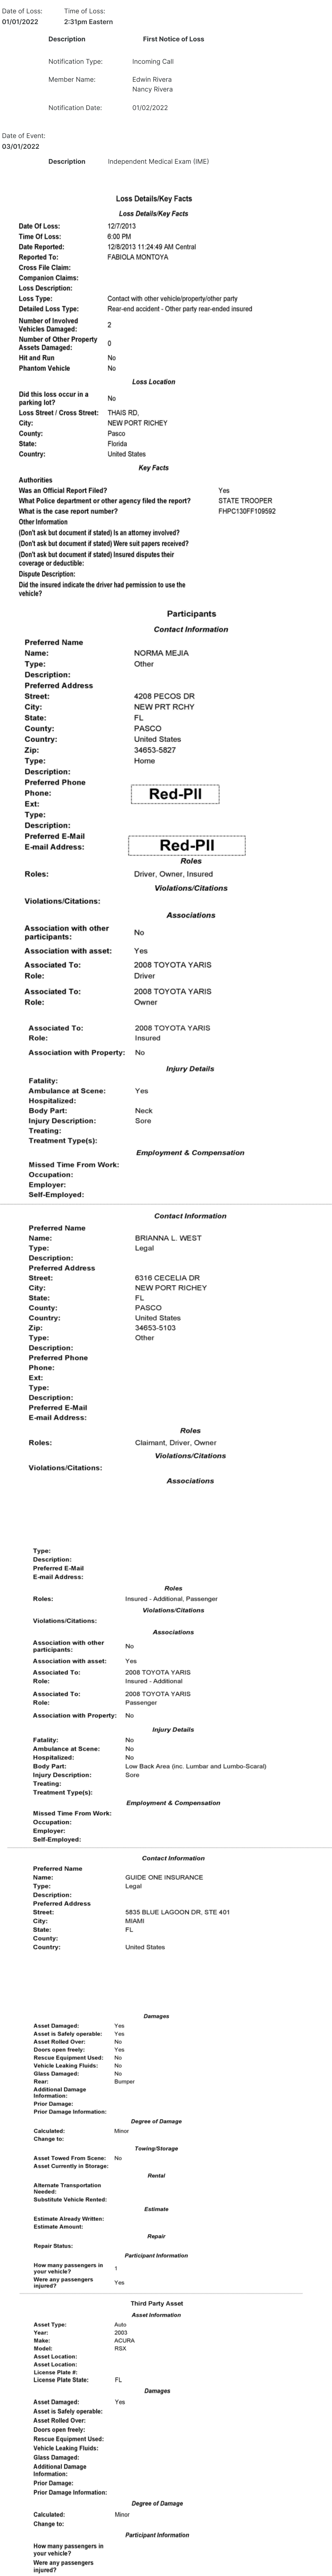 Date of Loss: Time of Loss:
01/01/2022 2:31pm Eastern
Description First Notice of Loss
Notification Type: Incoming Call
Member Name: Edwin Rivera
Nancy Rivera
Notification Date: 01/02/2022
Date of Event:
03/01/2022
Description Independent Medical Exam (IME)
Loss Details/Key Facts
Loss Details/Key Facts
Date Of Loss: 12/7/2013
Time Of Loss: 6:00 PM
Date Reported: 12/8/2013 11:24:49 AM Central
Reported To: FABIOLA MONTOYA
Cross File Claim:
Companion Claims:
Loss Description:
Loss Type: Contact with other vehicle/property/other party
Detailed Loss Type: Rear-end accident - Other party rear-ended insured
Number of Involved
Vehicles Damaged: 2
Number of Other Property
Assets Damaged: 0
Hit and Run No
Phantom Vehicle No
Loss Location
Did this loss occur in a
parking lot? No
Loss Street / Cross Street: THAIS RD,
City: NEW PORT RICHEY
County: Pasco
State: Florida
Country: United States
Key Facts
Authorities
Was an Official Report Filed? Yes
What Police department or other agency filed the report? STATE TROOPER
What is the case report number? FHPC130FF109592
Other Information
(Don't ask but document if stated) Is an attorney involved?
(Don't ask but document if stated) Were suit papers received?
(Don't ask but document if stated) Insured disputes their
coverage or deductible:
Dispute Description:
Did the insured indicate the driver had permission to use the
vehicle?
Participants
Contact Information
Preferred Name
Name: NORMA MEJIA
Type: Other
Description:
Preferred Address
Street: 4208 PECOS DR
City: NEW PRT RCHY
State: FL
County: PASCO
Country: United States
Zip: 34653-5827
Type: Home
Description:
Preferred Phone
Phone: Red-PII
Ext:
Type:
Description:
Preferred E-Mail
E-mail Address: Red-PII
Roles
Roles: Driver, Owner, Insured
Violations/Citations
Violations/Citations:
Associations
Association with other
participants: No
Association with asset: Yes
Associated To: 2008 TOYOTA YARIS
Role: Driver
Associated To: 2008 TOYOTA YARIS
Role: Owner
Associated To: 2008 TOYOTA YARIS
Role: Insured
Association with Property: No
Injury Details
Fatality:
Ambulance at Scene: Yes
Hospitalized:
Body Part: Neck
Injury Description: Sore
Treating:
Treatment Type(s):
Employment & Compensation
Missed Time From Work:
Occupation:
Employer:
Self-Employed:
Contact Information
Preferred Name
Name: BRIANNA L. WEST
Type: Legal
Description:
Preferred Address
Street: 6316 CECELIA DR
City: NEW PORT RICHEY
State: FL
County: PASCO
Country: United States
Zip: 34653-5103
Type: Other
Description:
Preferred Phone
Phone:
Ext:
Type:
Description:
Preferred E-Mail
E-mail Address:
Roles
Roles: Claimant, Driver, Owner
Violations/Citations
Violations/Citations:
Associations
Type:
Description:
Preferred E-Mail
E-mail Address:
Roles
Roles: Insured - Additional, Passenger
Violations/Citations
Violations/Citations:
Associations
Association with other
participants: No
Association with asset: Yes
Associated To: 2008 TOYOTA YARIS
Role: Insured - Additional
Associated To: 2008 TOYOTA YARIS
Role: Passenger
Association with Property: No
Injury Details
Fatality: No
Ambulance at Scene: No
Hospitalized: No
Body Part: Low Back Area (inc. Lumbar and Lumbo-Scaral)
Injury Description: Sore
Treating:
Treatment Type(s):
Employment & Compensation
Missed Time From Work:
Occupation:
Employer:
Self-Employed:
Contact Information
Preferred Name
Name: GUIDE ONE INSURANCE
Type: Legal
Description:
Preferred Address
Street: 5835 BLUE LAGOON DR, STE 401
City: MIAMI
State: FL
County:
Country: United States
Damages
Asset Damaged: Yes
Asset is Safely operable: Yes
Asset Rolled Over: No
Doors open freely: Yes
Rescue Equipment Used: No
Vehicle Leaking Fluids: No
Glass Damaged: No
Rear: Bumper
Additional Damage
Information:
Prior Damage:
Prior Damage Information:
Degree of Damage
Calculated: Minor
Change to:
Towing/Storage
Asset Towed From Scene: No
Asset Currently in Storage:
Rental
Alternate Transportation
Needed:
Substitute Vehicle Rented:
Estimate
Estimate Already Written:
Estimate Amount:
Repair
Repair Status:
Participant Information
How many passengers in
your vehicle? 1
Were any passengers
injured? Yes
Third Party Asset
Asset Information
Asset Type: Auto
Year: 2003
Make: ACURA
Model: RSX
Asset Location:
Asset Location:
License Plate #:
License Plate State: FL
Damages
Asset Damaged: Yes
Asset is Safely operable:
Asset Rolled Over:
Doors open freely:
Rescue Equipment Used:
Vehicle Leaking Fluids:
Glass Damaged:
Additional Damage
Information:
Prior Damage:
Prior Damage Information:
Degree of Damage
Calculated: Minor
Change to:
Participant Information
How many passengers in
your vehicle?
Were any passengers
injured?